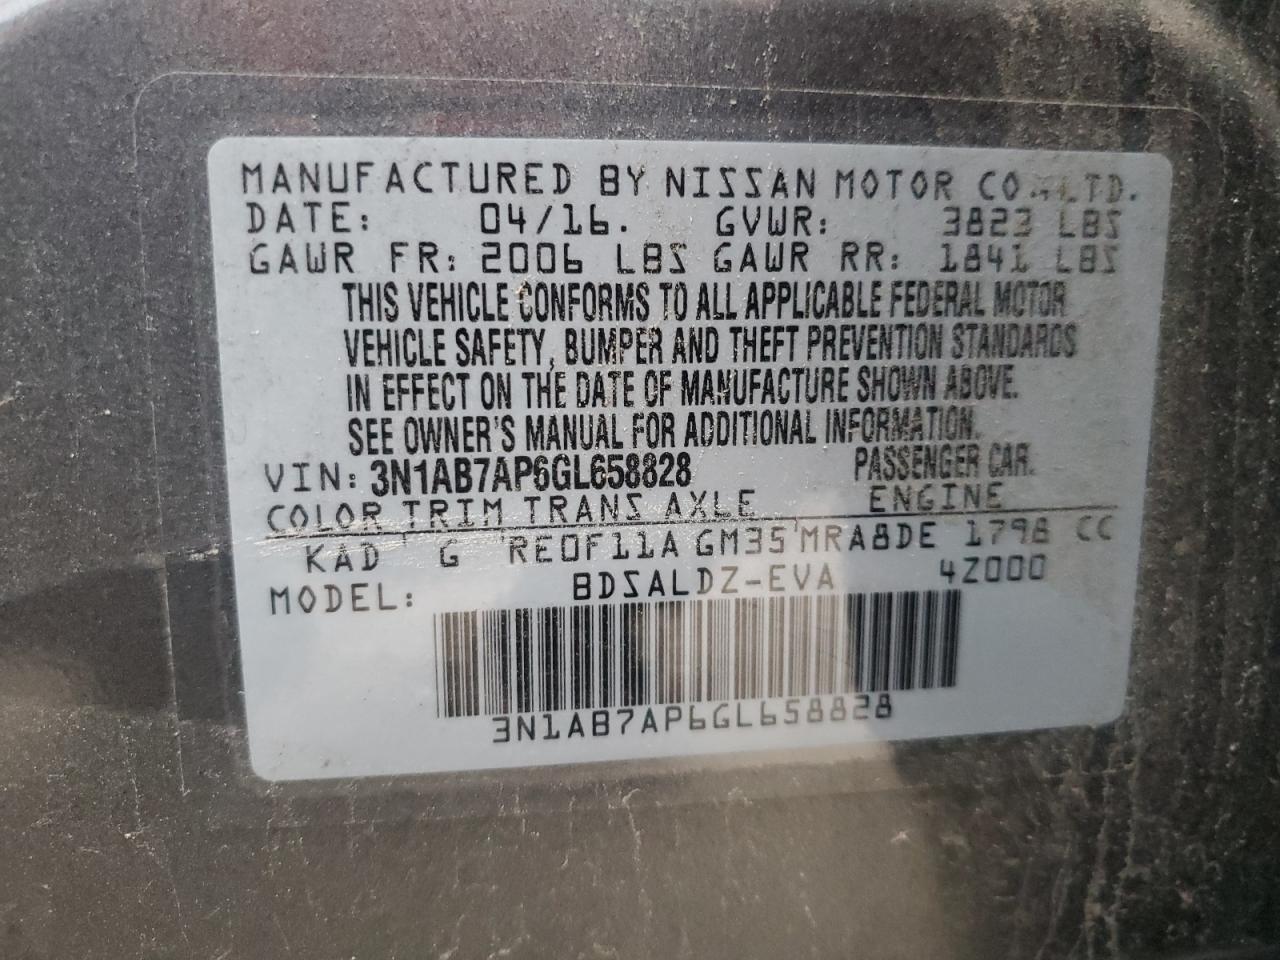 MANUFACTURED BY NISSAN MOTOR CO.,LTD.
DATE: 04/16. GVWR: 3823 LBS
GAWR FR: 2006 LBS GAWR RR: 1841 LBS
THIS VEHICLE CONFORMS TO ALL APPLICABLE FEDERAL MOTOR
VEHICLE SAFETY, BUMPER AND THEFT PREVENTION STANDARDS
IN EFFECT ON THE DATE OF MANUFACTURE SHOWN ABOVE.
SEE OWNER'S MANUAL FOR ADDITIONAL INFORMATION.
VIN: 3N1AB7AP6GL658828 PASSENGER CAR.
COLOR TRIM TRANS AXLE ENGINE
KAD G RE0F11A GM35 MRA8DE 1798 CC
MODEL: BDSALDZ-EVA 4Z000
3N1AB7AP6GL658828